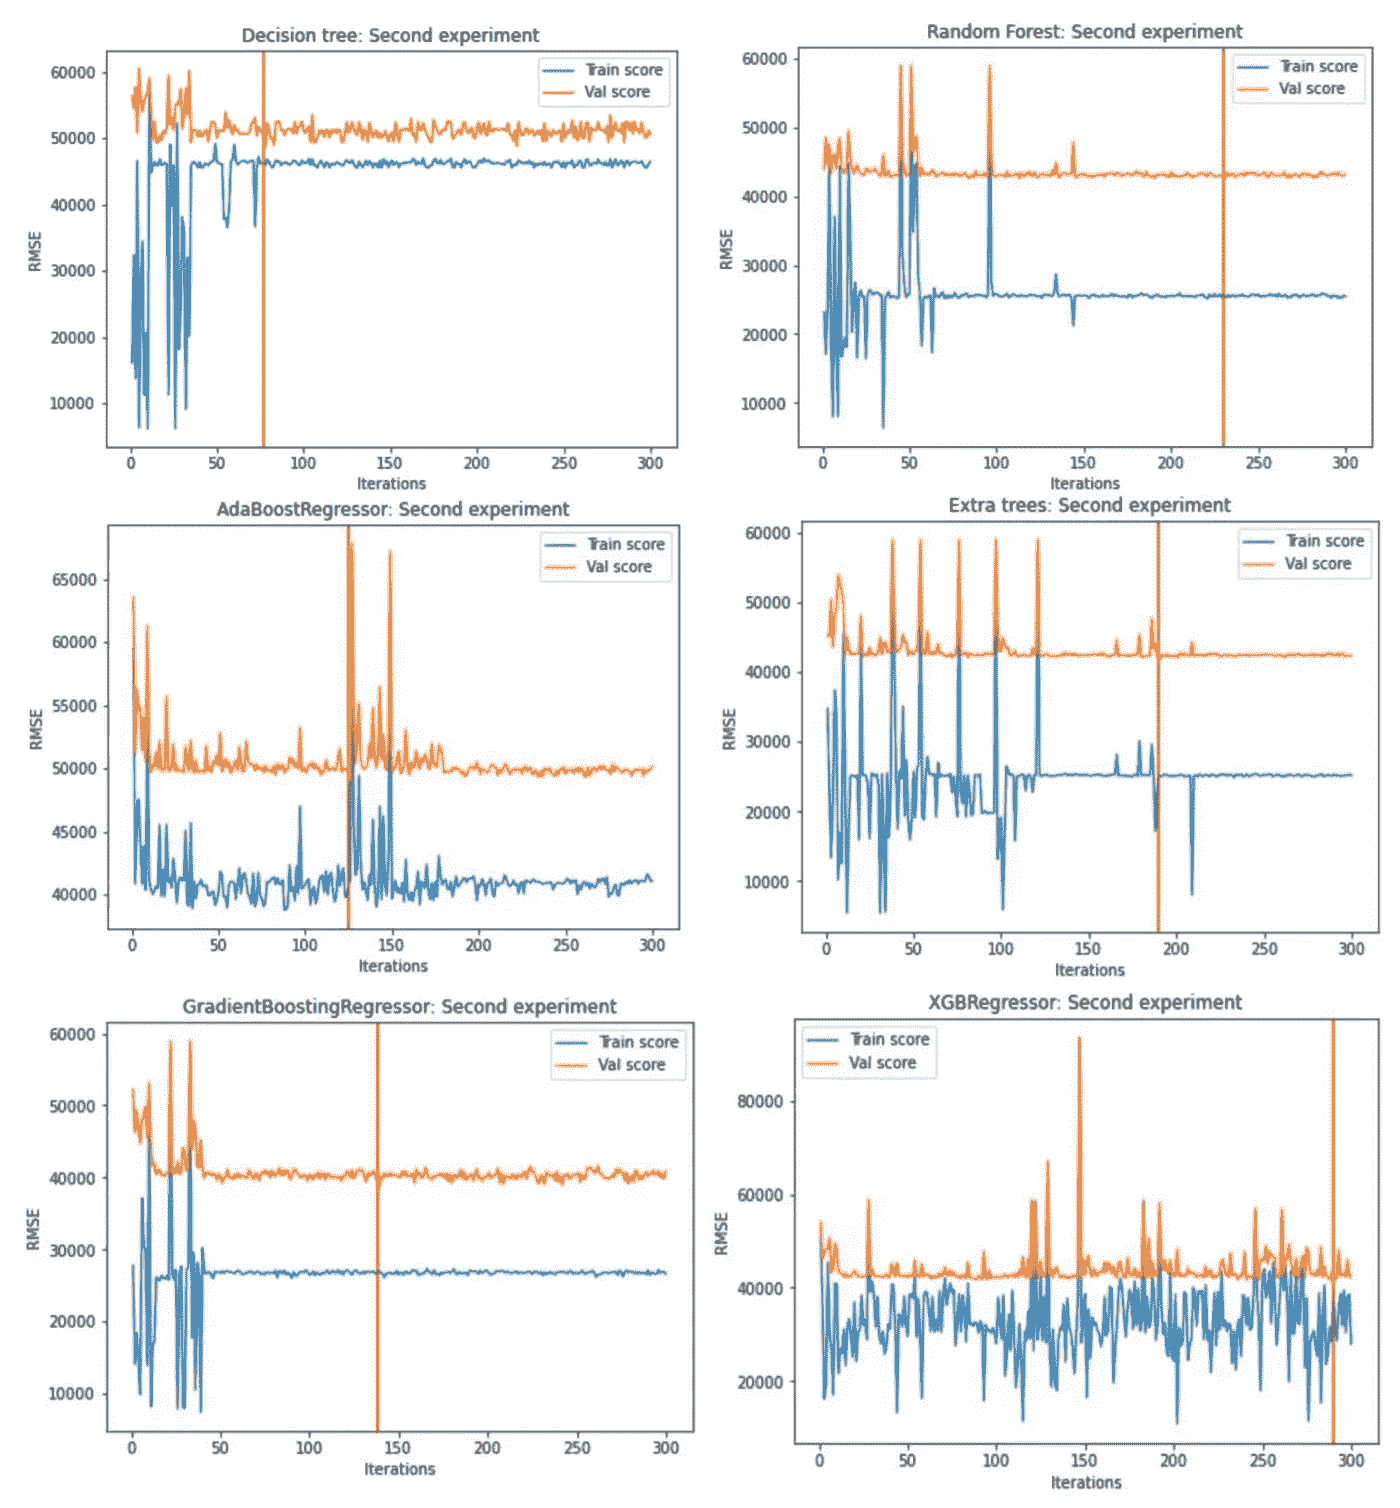 Decision tree: Second experiment
60000
50000
40000
30000
20000
10000
RMSE
Train score
Val score
0 50 100 150 200 250 300
Iterations
Random Forest: Second experiment
60000
50000
40000
30000
20000
10000
RMSE
Train score
Val score
0 50 100 150 200 250 300
Iterations
AdaBoostRegressor: Second experiment
65000
60000
55000
50000
45000
40000
RMSE
Train score
Val score
0 50 100 150 200 250 300
Iterations
Extra trees: Second experiment
60000
50000
40000
30000
20000
10000
RMSE
Train score
Val score
0 50 100 150 200 250 300
Iterations
GradientBoostingRegressor: Second experiment
60000
50000
40000
30000
20000
10000
RMSE
Train score
Val score
0 50 100 150 200 250 300
Iterations
XGBRegressor: Second experiment
80000
60000
40000
20000
RMSE
Train score
Val score
0 50 100 150 200 250 300
Iterations